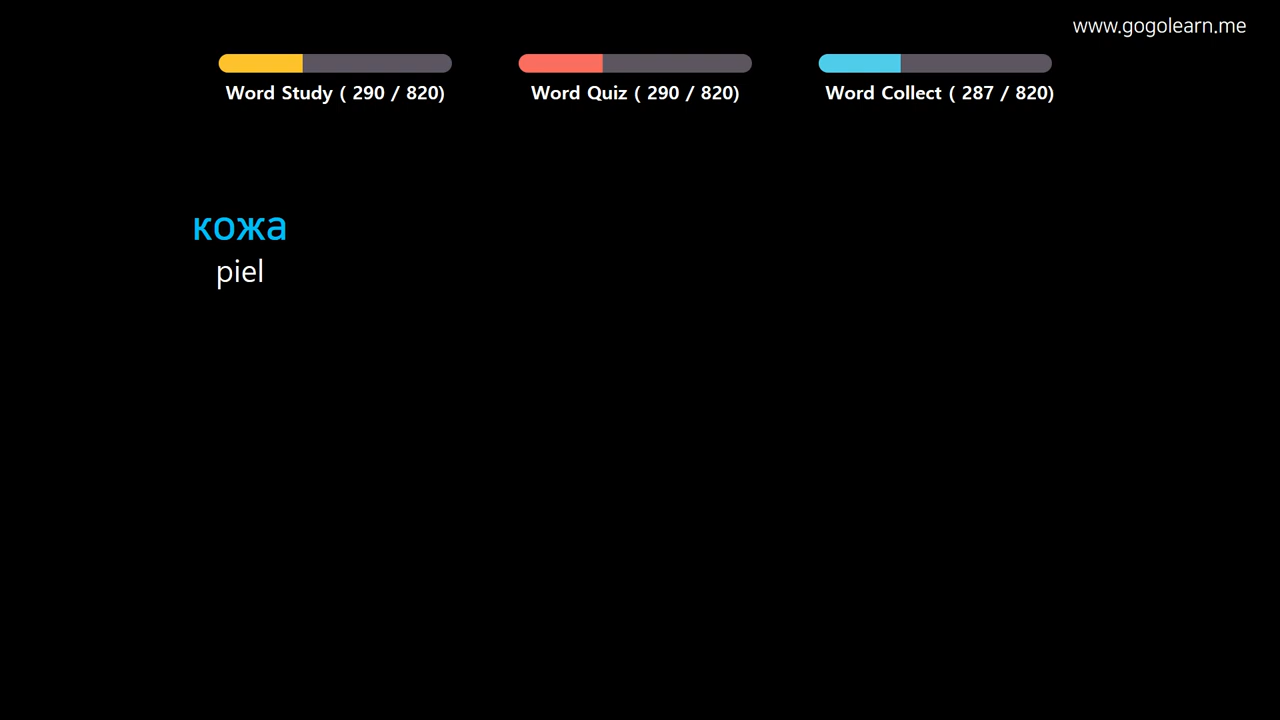 www.gogolearn.me
Word Study ( 290 / 820)
Word Quiz ( 290 / 820)
Word Collect ( 287 / 820)
кожа
piel